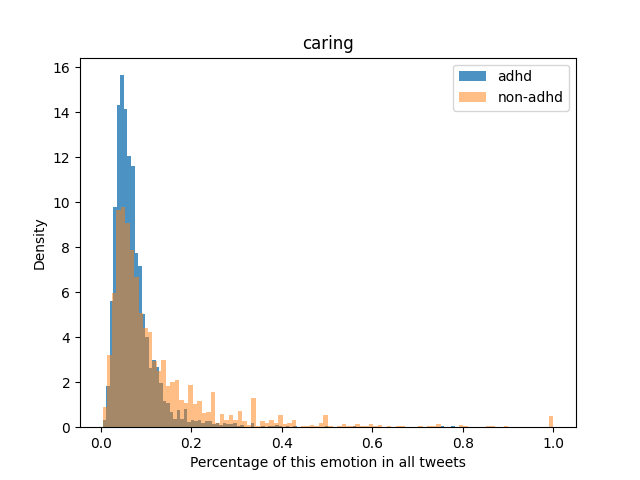 caring
adhd
non-adhd
Density
16
14
12
10
8
6
4
2
0
0.0 0.2 0.4 0.6 0.8 1.0
Percentage of this emotion in all tweets